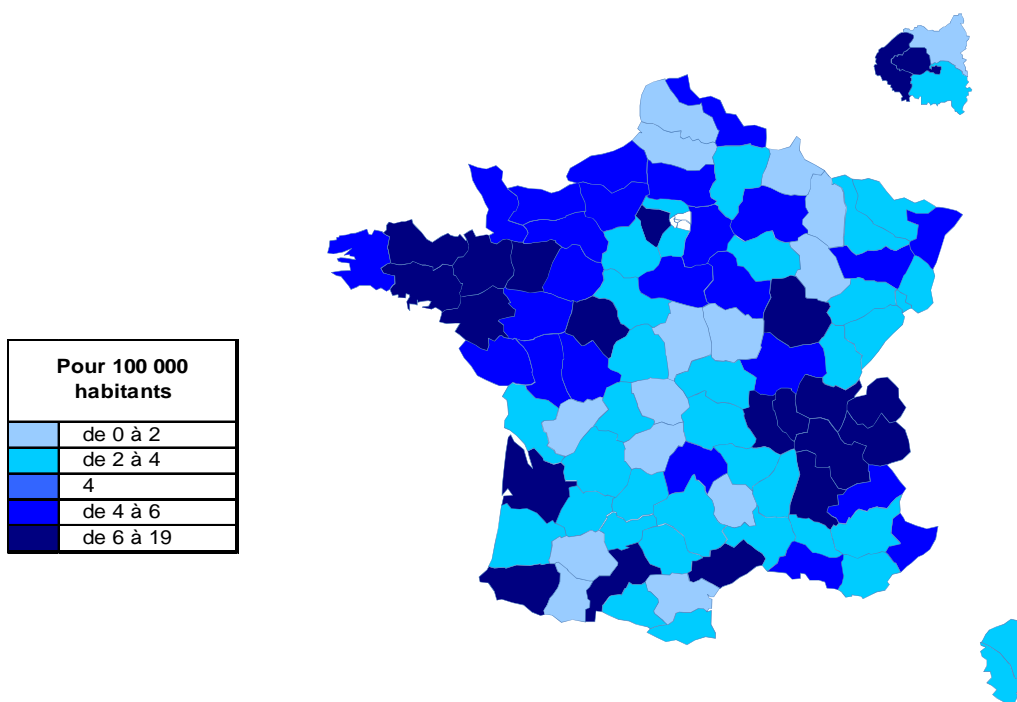 Pour 100 000
habitants
de 0 à 2
de 2 à 4
4
de 4 à 6
de 6 à 19